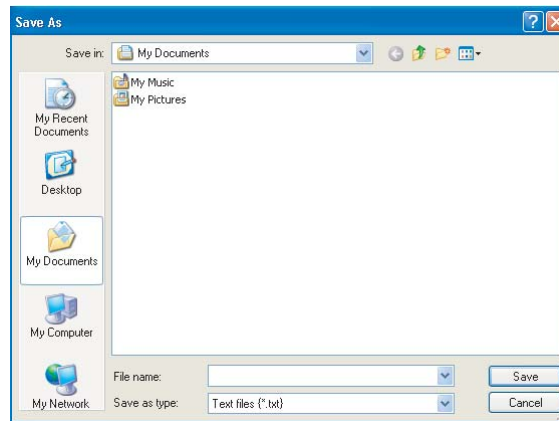 Save As
Save in:
My Documents
My Recent
Documents
Desktop
My Documents
My Computer
My Network
My Music
My Pictures
File name:
Save
Save as type:
Text files (*.txt)
Cancel